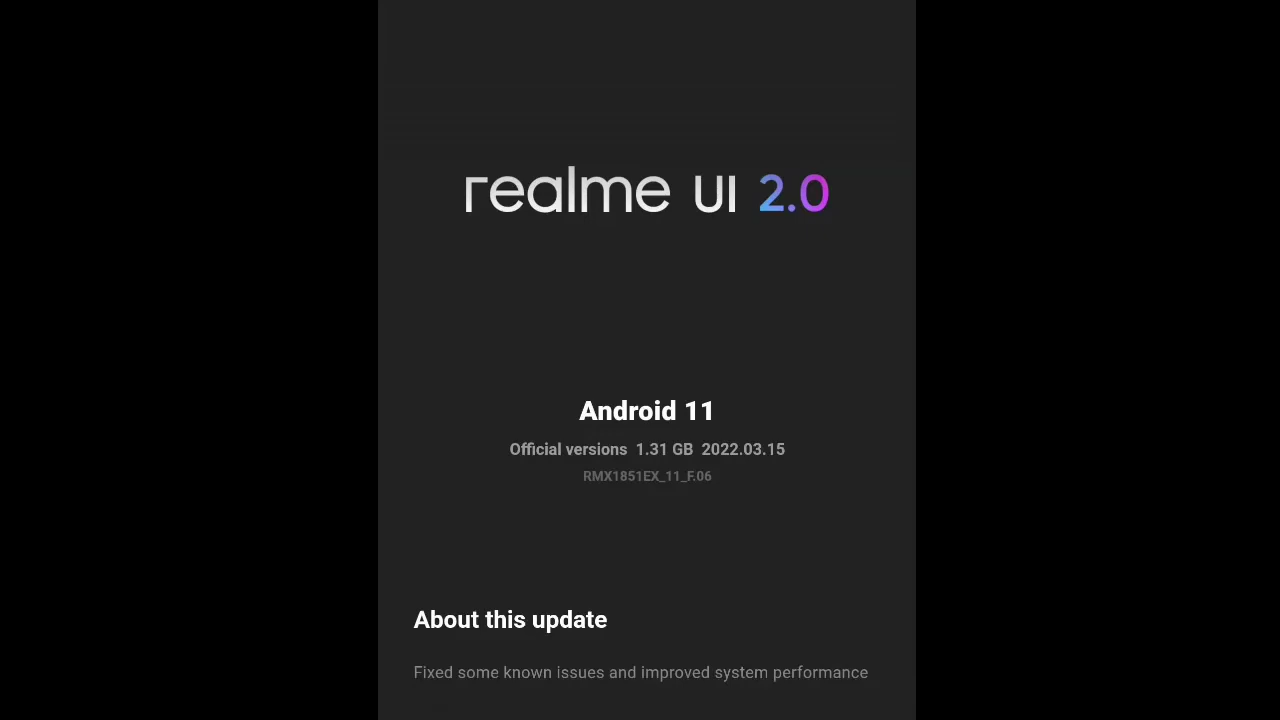 realme UI 2.0
Android 11
Official versions 1.31 GB 2022.03.15
RMX1851EX_11_F.06
About this update
Fixed some known issues and improved system performance